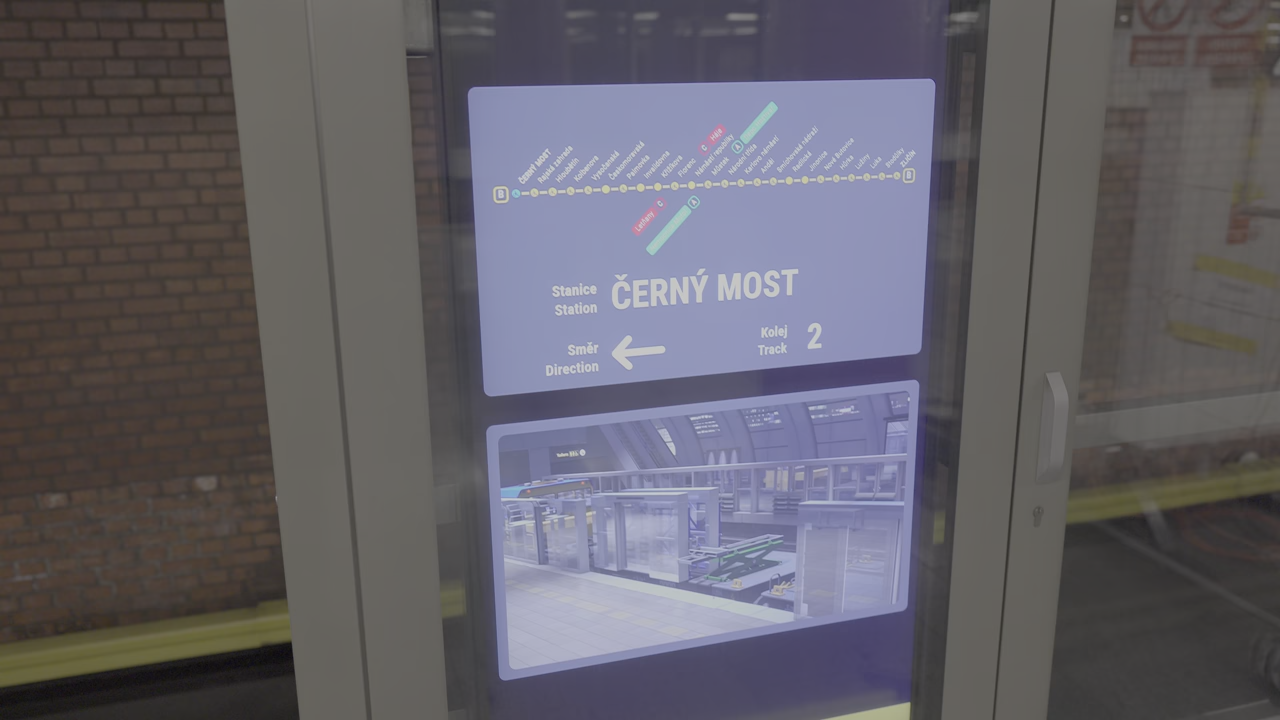 B
ČERNÝ MOST
Rajská zahrada
Hloubětín
Kolbenova
Vysočanská
Českomoravská
Palmovka
Invalidovna
Křižíkova
Florenc
C Háje
Náměstí republiky
Můstek
A
Národní třída
Karlovo náměstí
Anděl
Smíchovské nádraží
Radlická
Jinonice
Nové Butovice
Hůrka
Lužiny
Luka
Stodůlky
ZLIČÍN
B
Letňany C
A
Stanice
Station
ČERNÝ MOST
Směr
Direction
Kolej
Track
2